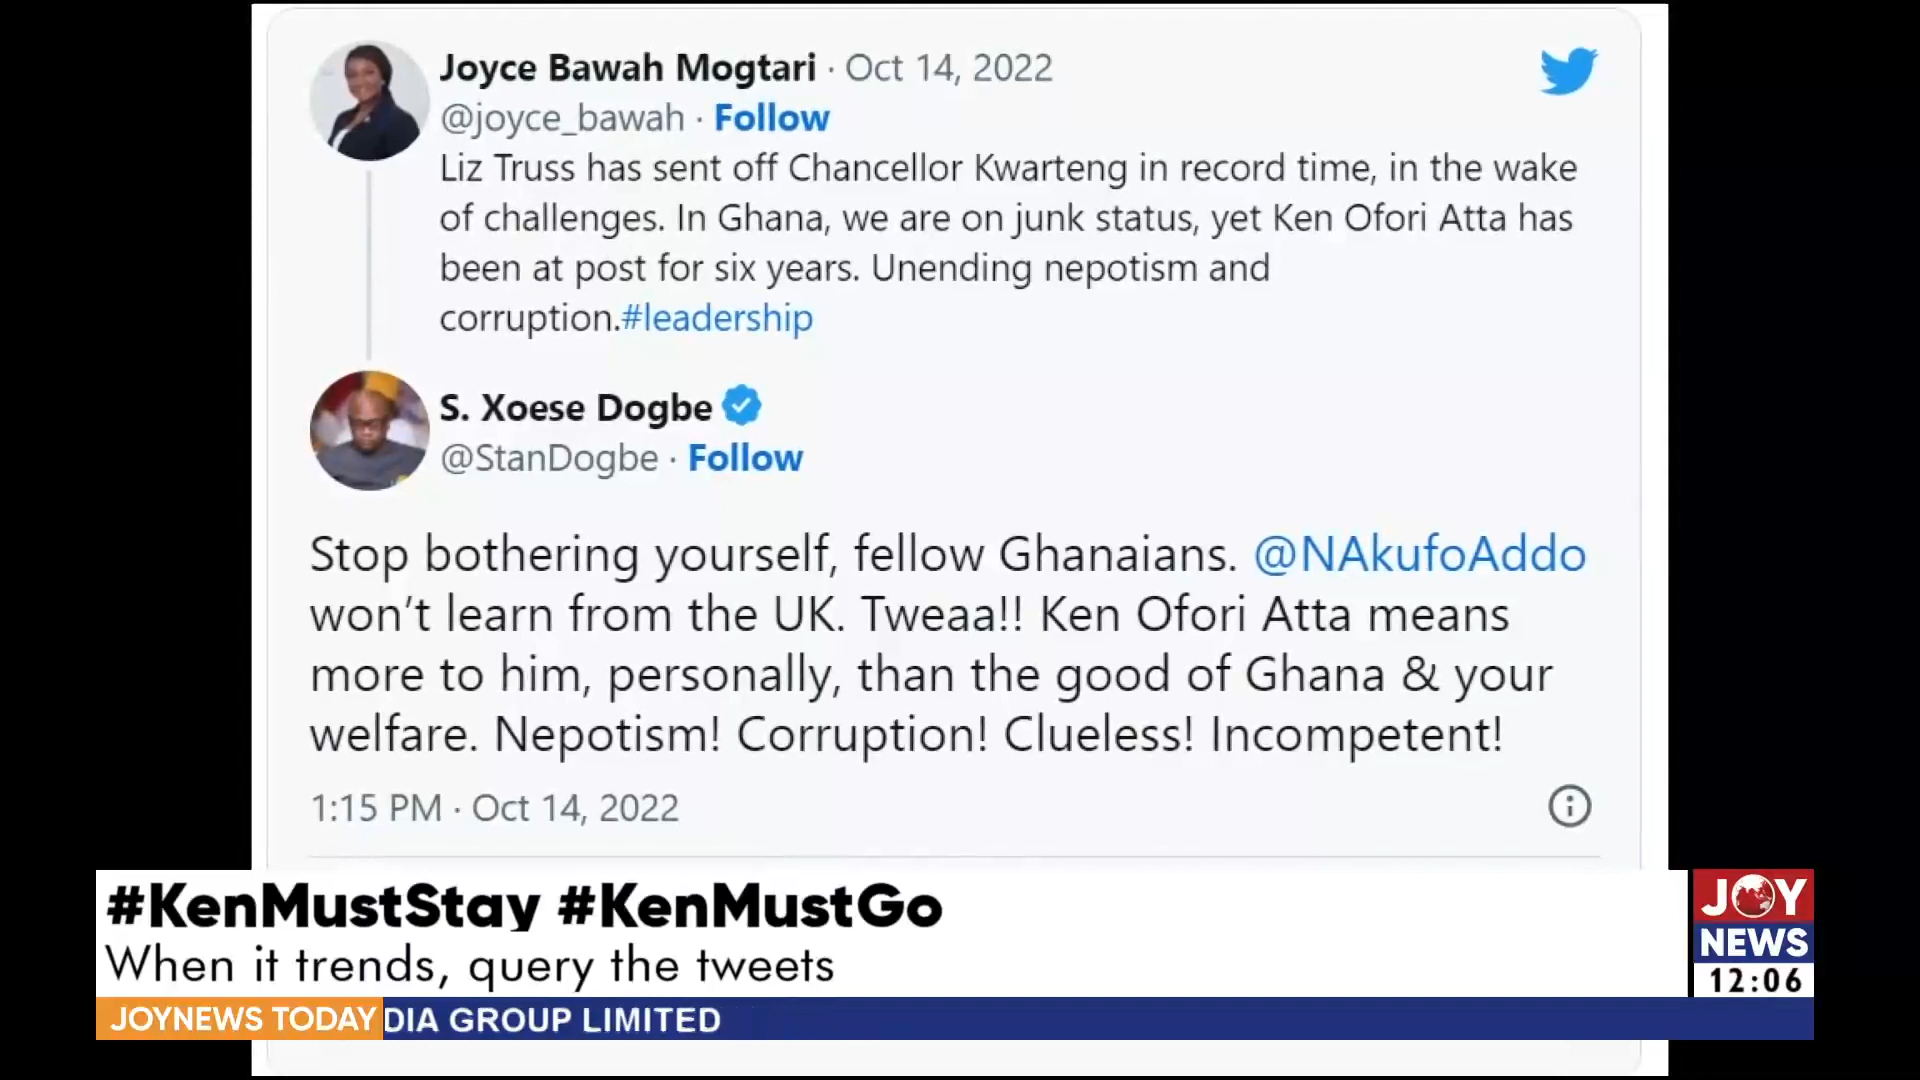 Joyce Bawah Mogtari · Oct 14, 2022
@joyce_bawah · Follow
Liz Truss has sent off Chancellor Kwarteng in record time, in the wake
of challenges. In Ghana, we are on junk status, yet Ken Ofori Atta has
been at post for six years. Unending nepotism and
corruption.#leadership
S. Xoese Dogbe
@StanDogbe · Follow
Stop bothering yourself, fellow Ghanaians. @NAkufoAddo
won’t learn from the UK. Tweaa!! Ken Ofori Atta means
more to him, personally, than the good of Ghana & your
welfare. Nepotism! Corruption! Clueless! Incompetent!
1:15 PM · Oct 14, 2022
#KenMustStay #KenMustGo
When it trends, query the tweets
JOY
NEWS
12:06
JOYNEWS TODAY
DIA GROUP LIMITED